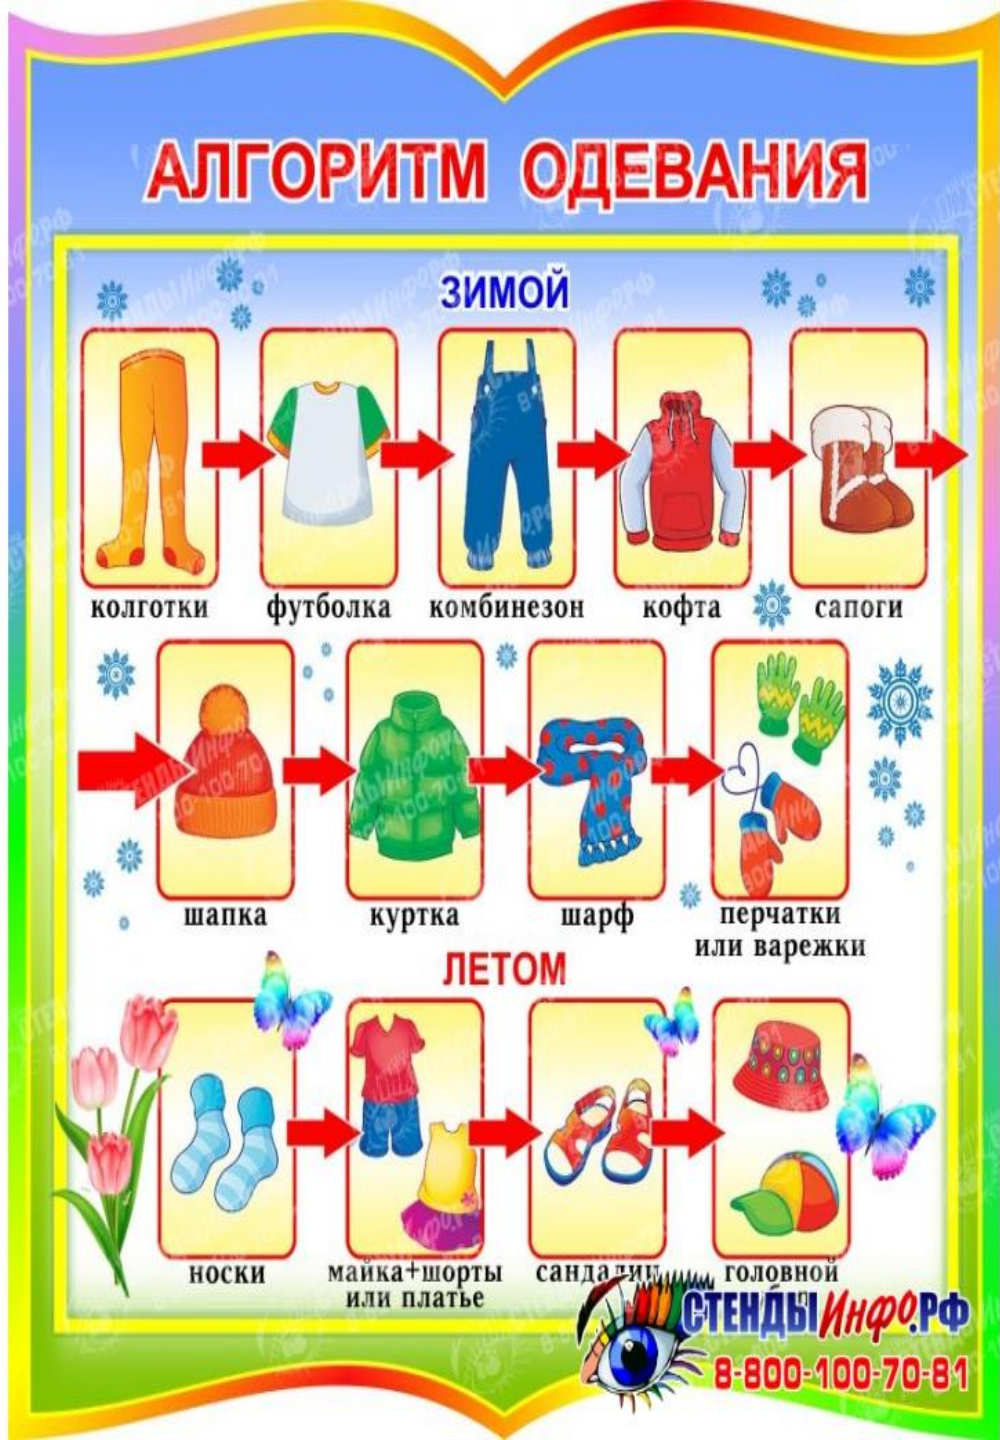 АЛГОРИТМ ОДЕВАНИЯ
ЗИМОЙ
колготки футболка комбинезон кофта сапоги
шапка куртка шарф перчатки
или варежки
ЛЕТОМ
носки майка+шорты сандалии головной
или платье
СТЕНДЫИнфо.РФ
8-800-100-70-81